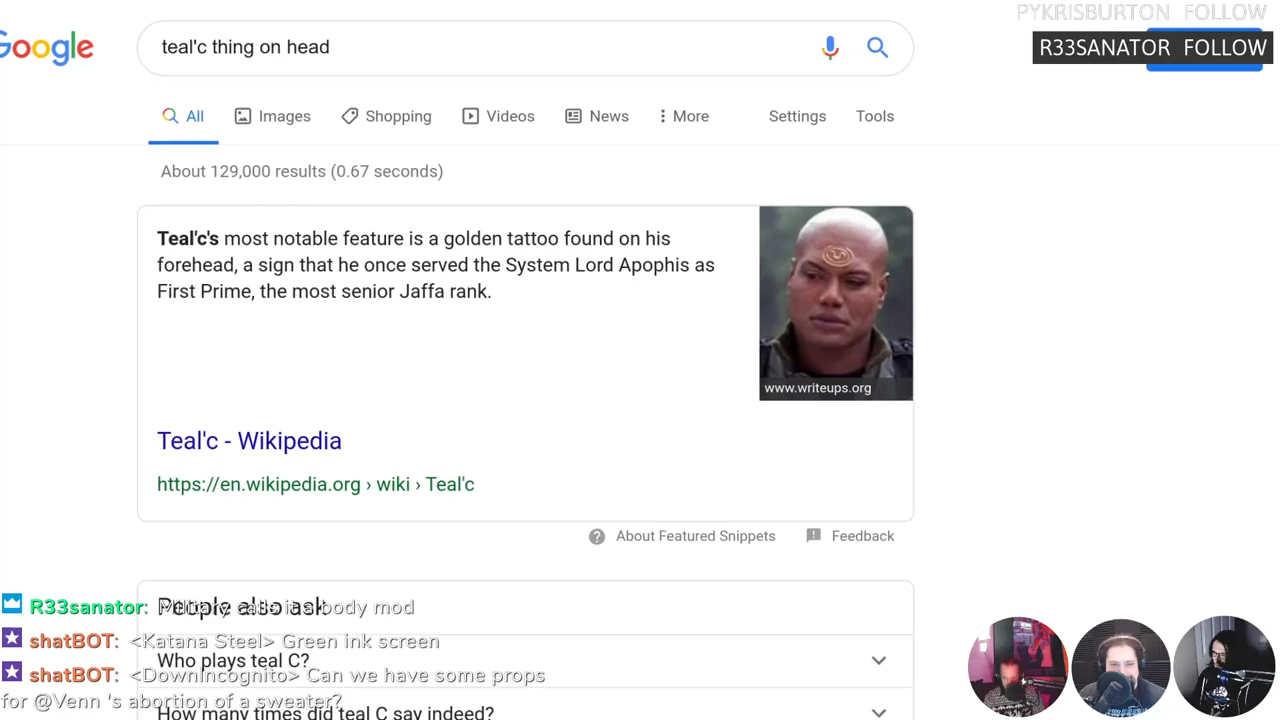 PYKRISBURTON FOLLOW
R33SANATOR FOLLOW
Google
teal'c thing on head
All Images Shopping Videos News More Settings Tools
About 129,000 results (0.67 seconds)
Teal'c's most notable feature is a golden tattoo found on his
forehead, a sign that he once served the System Lord Apophis as
First Prime, the most senior Jaffa rank.
www.writeups.org
Teal'c - Wikipedia
https://en.wikipedia.org › wiki › Teal'c
About Featured Snippets Feedback
People also ask
R33sanator: Military calls it a body mod
shatBOT: <Katana Steel> Green ink screen
Who plays teal C?
shatBOT: <DownIncognito> Can we have some props
for @Venn 's abortion of a sweater?
How many times did teal C say indeed?